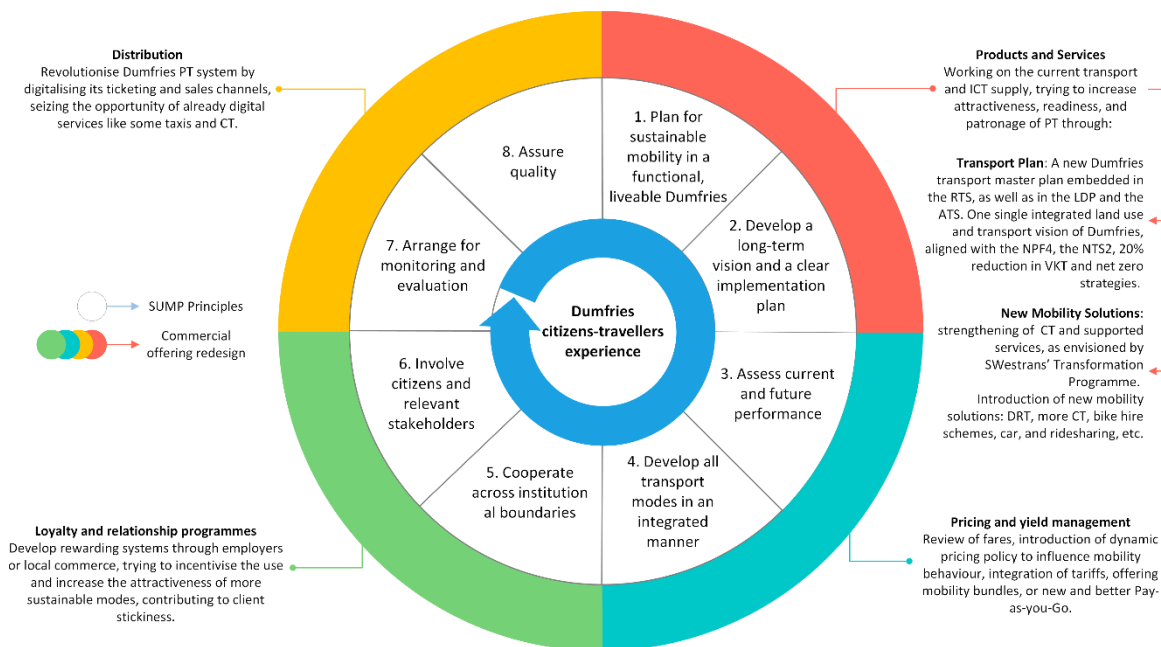 Distribution
Revolutionise Dumfries PT system by
digitalising its ticketing and sales channels,
seizing the opportunity of already digital
services like some taxis and CT.
Products and Services
Working on the current transport
and ICT supply, trying to increase
attractiveness, readiness, and
patronage of PT through:
Transport Plan: A new Dumfries
transport master plan embedded in
the RTS, as well as in the LDP and the
ATS. One single integrated land use
and transport vision of Dumfries,
aligned with the NPF4, the NTS2, 20%
reduction in VKT and net zero
strategies.
New Mobility Solutions:
strengthening of CT and supported
services, as envisioned by
SWestrans' Transformation
Programme.
Introduction of new mobility
solutions: DRT, more CT, bike hire
schemes, car, and ridesharing, etc.
1. Plan for
sustainable
mobility in a
functional,
liveable Dumfries
2. Develop a
long-term
vision and a clear
implementation
plan
3. Assess current
and future
performance
4. Develop all
transport
modes in an
integrated
manner
5. Cooperate
across institution
al boundaries
6. Involve
citizens and
relevant
stakeholders
7. Arrange for
monitoring and
evaluation
8. Assure
quality
Dumfries
citizens-travellers
experience
SUMP Principles
Commercial
offering redesign
Loyalty and relationship programmes
Develop rewarding systems through employers
or local commerce, trying to incentivise the use
and increase the attractiveness of more
sustainable modes, contributing to client
stickiness.
Pricing and yield management
Review of fares, introduction of dynamic
pricing policy to influence mobility
behaviour, integration of tariffs, offering
mobility bundles, or new and better Pay-
as-you-Go.